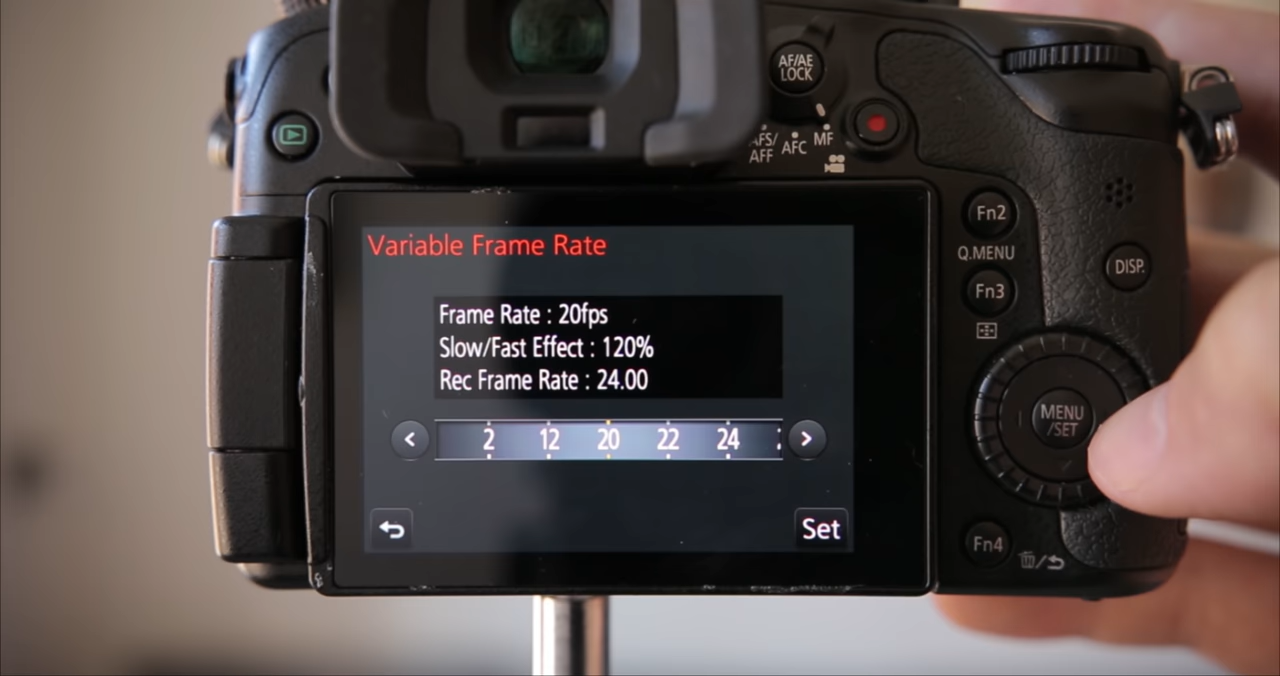 AF/AE
LOCK
AFS/
AFF
AFC
MF
Fn2
Q.MENU
DISP.
Fn3
Variable Frame Rate
Frame Rate : 20fps
Slow/Fast Effect : 120%
Rec Frame Rate : 24.00
< 2 12 20 22 24 >
MENU
/SET
Set
Fn4